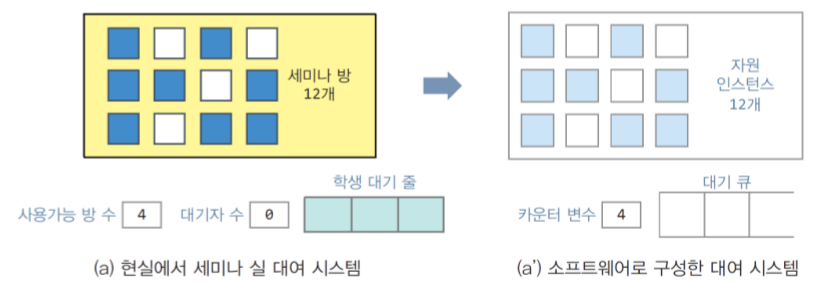 세미나 방
12개
자원
인스턴스
12개
학생 대기 줄
대기 큐
사용가능 방 수 4 대기자 수 0
카운터 변수 4
(a) 현실에서 세미나 실 대여 시스템
(a’) 소프트웨어로 구성한 대여 시스템